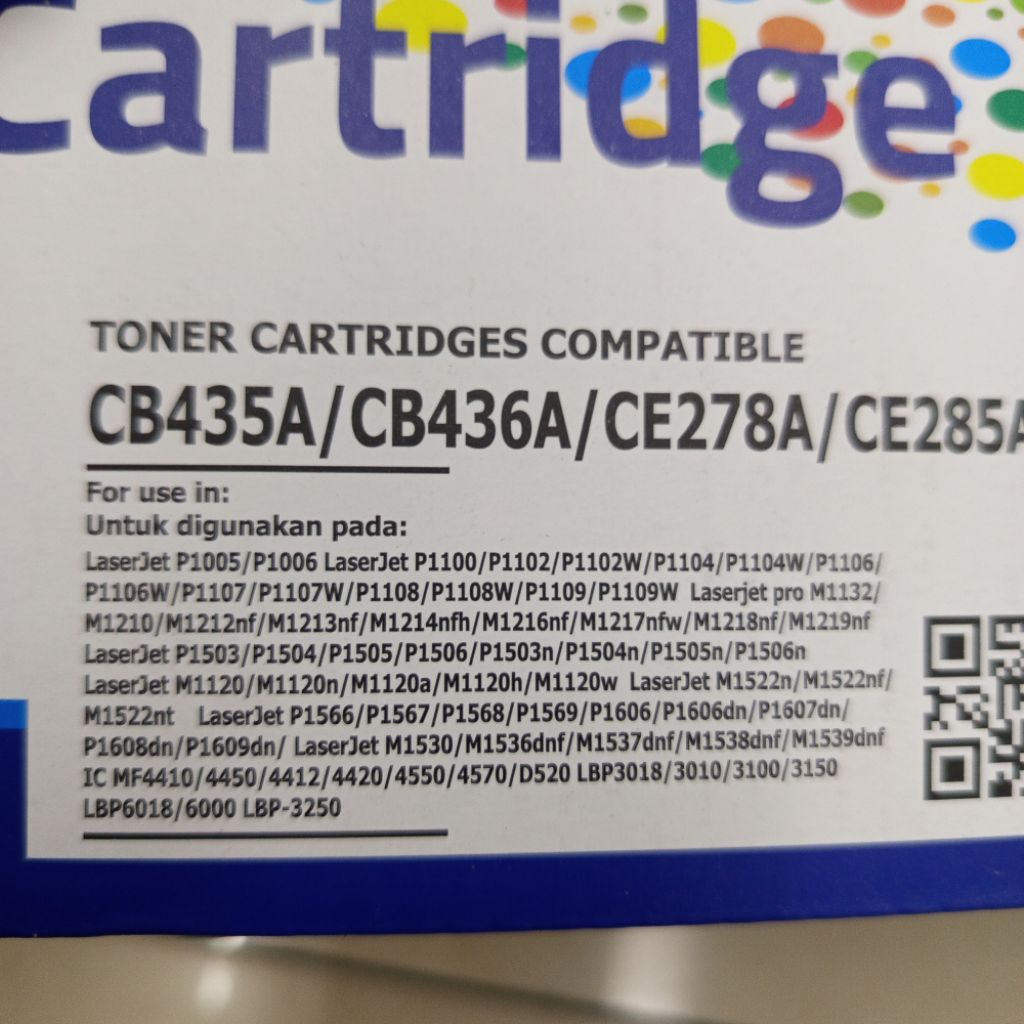 Cartridge
TONER CARTRIDGES COMPATIBLE
CB435A/CB436A/CE278A/CE285A
For use in:
Untuk digunakan pada:
LaserJet P1005/P1006 LaserJet P1100/P1102/P1102W/P1104/P1104W/P1106/
P1106W/P1107/P1107W/P1108/P1108W/P1109/P1109W Laserjet pro M1132/
M1210/M1212nf/M1213nf/M1214nfh/M1216nf/M1217nfw/M1218nf/M1219nf
LaserJet P1503/P1504/P1505/P1506/P1503n/P1504n/P1505n/P1506n
LaserJet M1120/M1120n/M1120a/M1120h/M1120w LaserJet M1522n/M1522nf/
M1522nt LaserJet P1566/P1567/P1568/P1569/P1606/P1606dn/P1607dn/
P1608dn/P1609dn/ LaserJet M1530/M1536dnf/M1537dnf/M1538dnf/M1539dnf
IC MF4410/4450/4412/4420/4550/4570/D520 LBP3018/3010/3100/3150
LBP6018/6000 LBP-3250